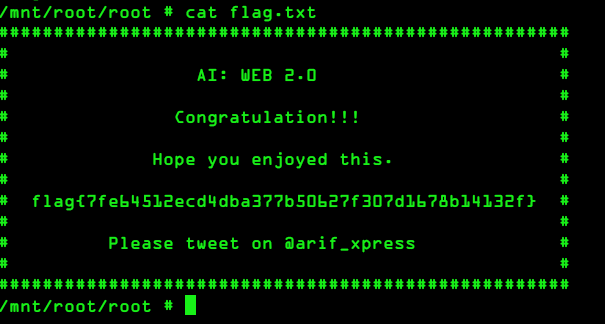 /mnt/root/root # cat flag.txt
####################################################
# #
# AI: WEB 2.0 #
# #
# Congratulation!!! #
# #
# Hope you enjoyed this. #
# #
# flag{7fe64512ecd4dba377b50627f307d1678b14132f} #
# #
# Please tweet on @arif_xpress #
# #
####################################################
/mnt/root/root #